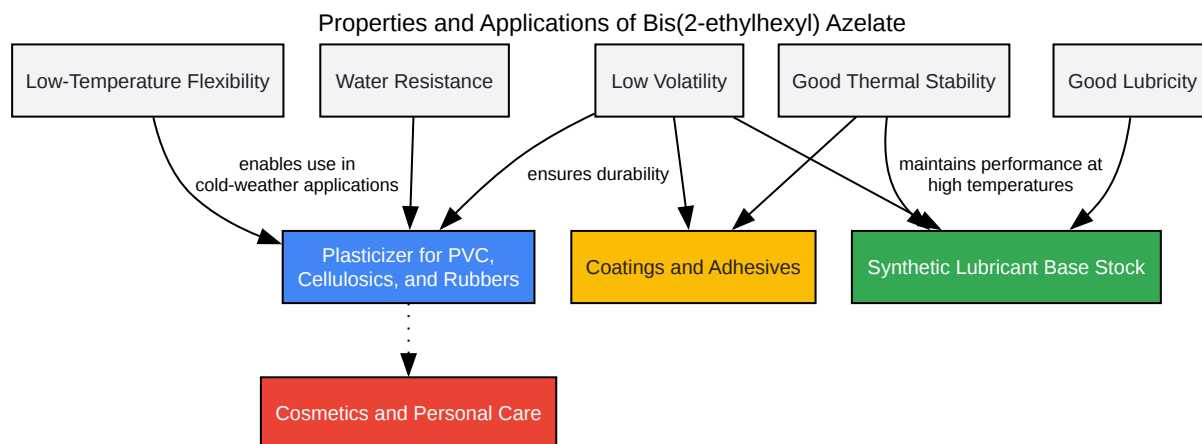 Properties and Applications of Bis(2-ethylhexyl) Azelate
Low-Temperature Flexibility
Water Resistance
Low Volatility
Good Thermal Stability
Good Lubricity
enables use in
cold-weather applications
ensures durability
maintains performance at
high temperatures
Plasticizer for PVC,
Cellulosics, and Rubbers
Coatings and Adhesives
Synthetic Lubricant Base Stock
Cosmetics and Personal Care